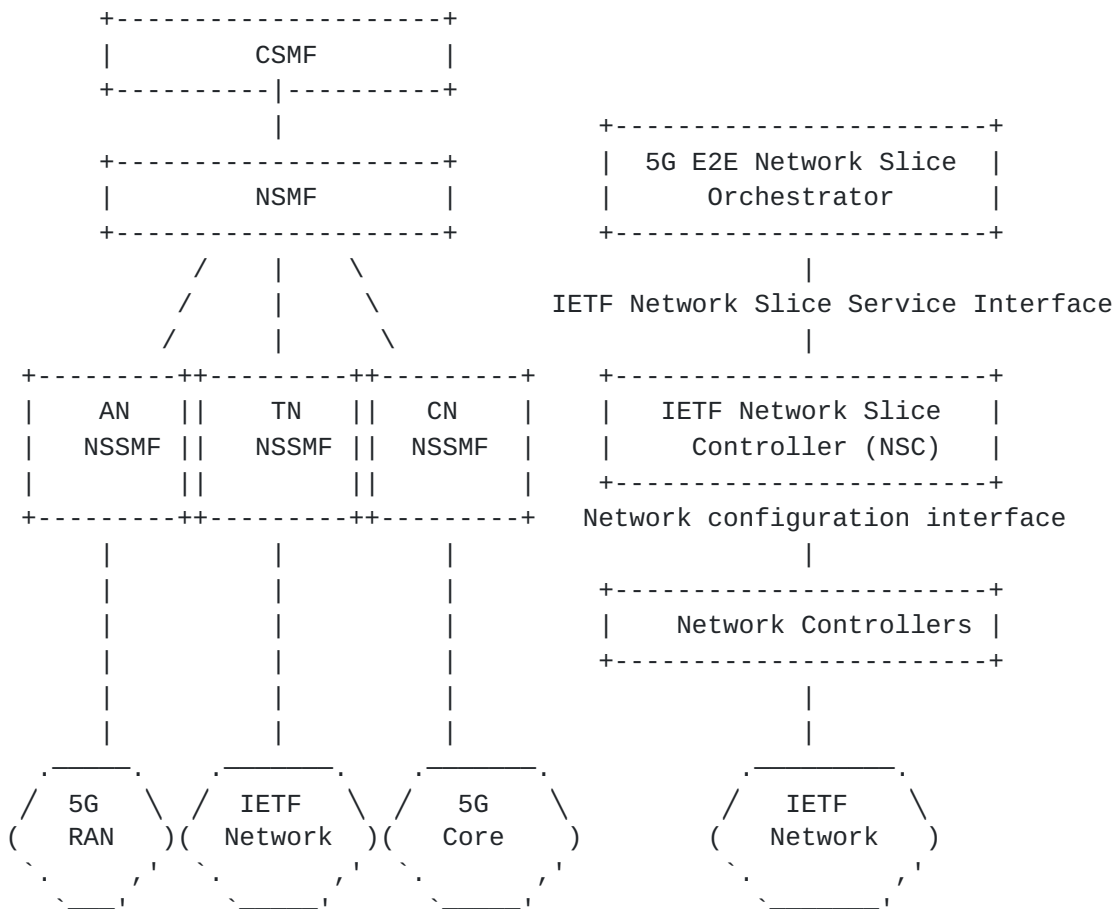 CSMF
5G E2E Network Slice
NSMF Orchestrator
IETF Network Slice Service Interface
AN TN CN IETF Network Slice
NSSMF NSSMF NSSMF Controller (NSC)
Network configuration interface
Network Controllers
5G IETF 5G IETF
RAN Network Core Network